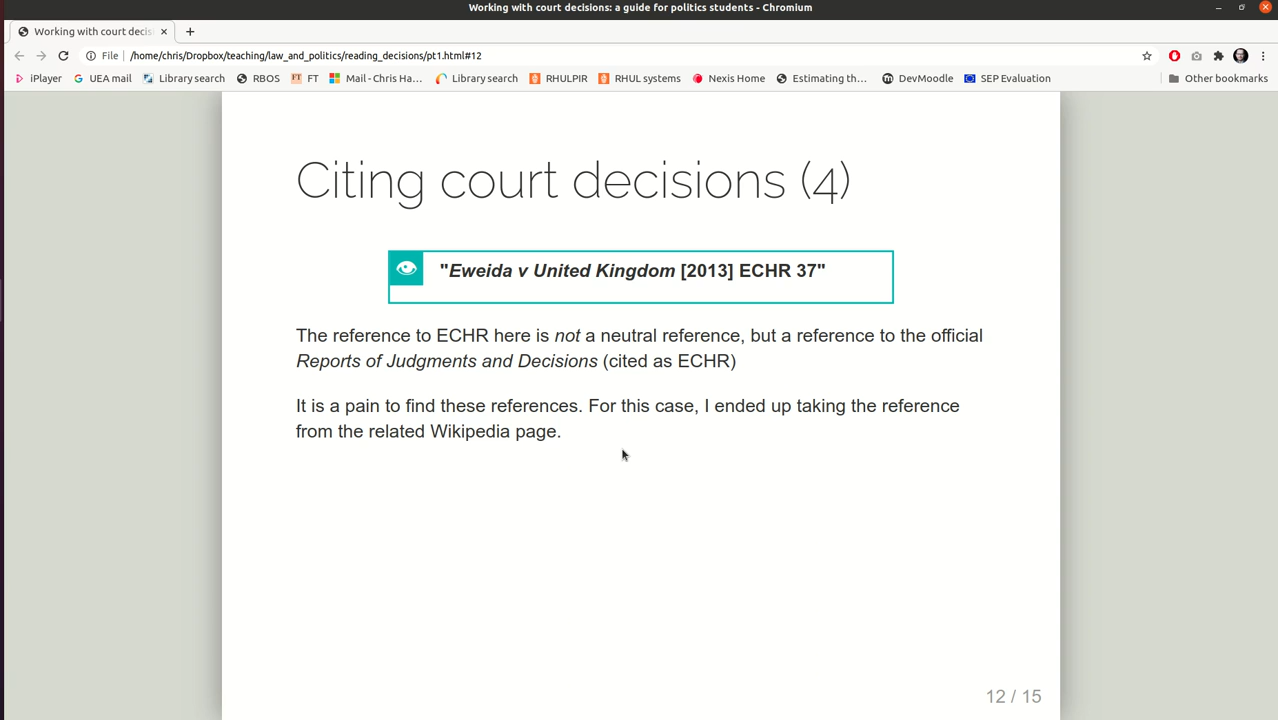 Working with court decisions: a guide for politics students - Chromium
Working with court decis
File
/home/chris/Dropbox/teaching/law_and_politics/reading_decisions/pt1.html#12
iPlayer UEA mail Library search RBOS FT Mail - Chris Ha... Library search RHULPIR RHUL systems Nexis Home Estimating th... DevMoodle SEP Evaluation Other bookmarks
Citing court decisions (4)
"Eweida v United Kingdom [2013] ECHR 37"
The reference to ECHR here is not a neutral reference, but a reference to the official
Reports of Judgments and Decisions (cited as ECHR)
It is a pain to find these references. For this case, I ended up taking the reference
from the related Wikipedia page.
12 / 15